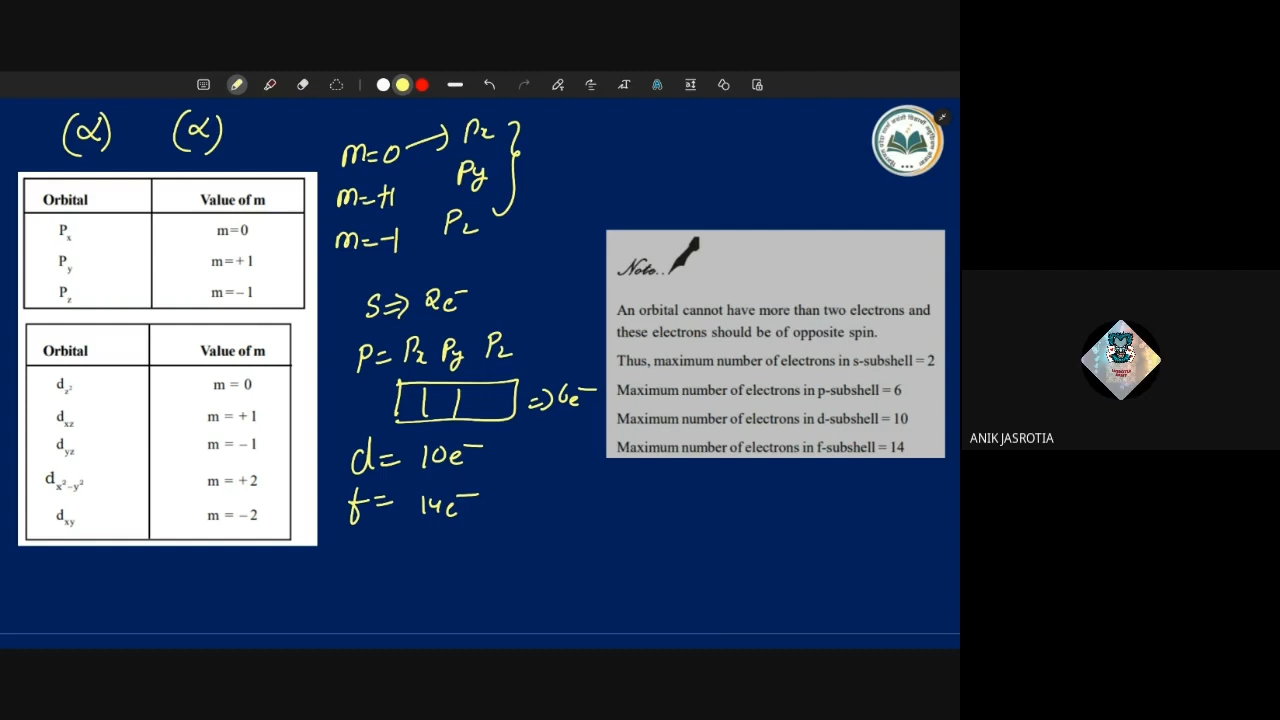 (α) (α)
m=0 → Px
m=+1 Py
m=-1 Pz
Orbital Value of m
Px m=0
Py m=+1
Pz m=-1
Orbital Value of m
dz² m = 0
dxz m = +1
dyz m = -1
dx²-y² m = +2
dxy m = -2
S ⇒ 2e⁻
P = Px Py Pz
⇒ 6e⁻
d = 10e⁻
f = 14e⁻
Note..
An orbital cannot have more than two electrons and
these electrons should be of opposite spin.
Thus, maximum number of electrons in s-subshell = 2
Maximum number of electrons in p-subshell = 6
Maximum number of electrons in d-subshell = 10
Maximum number of electrons in f-subshell = 14
ANIK JASROTIA